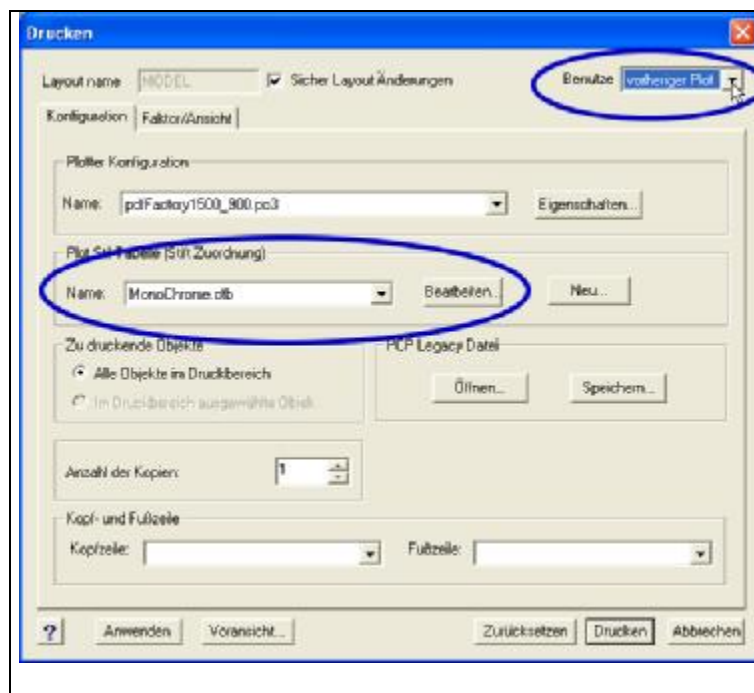 Drucken
Layout name MODEL Sicher Layout Änderungen Benutze vorheriger Plot
Konfiguration Faktor/Ansicht
Plotter Konfiguration
Name: pdfFactory1500_900.pc3 Eigenschaften...
Plot Stil Tabelle (Stift Zuordnung)
Name: MonoChrome.ctb Bearbeiten... Neu...
Zu druckende Objekte PCP Legacy Datei
Alle Objekte im Druckbereich Öffnen... Speichern...
Im Druckbereich ausgewählte Objek
Anzahl der Kopien: 1
Kopf- und Fußzeile
Kopfzeile: Fußzeile:
? Anwenden Voransicht... Zurücksetzen Drucken Abbrechen